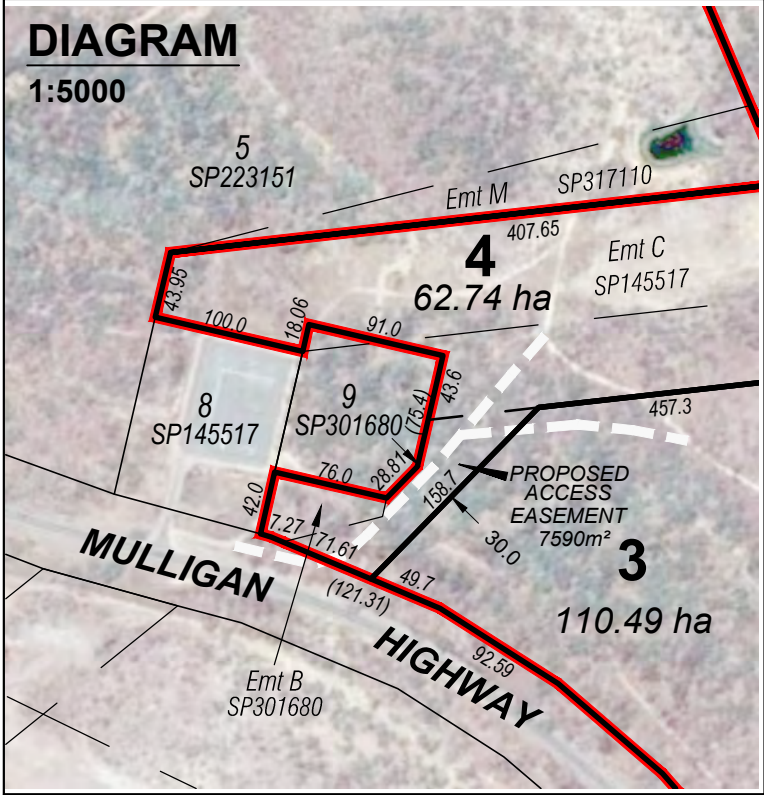 DIAGRAM
1:5000
5
SP223151
Emt M
SP317110
407.65
4
62.74 ha
Emt C
SP145517
43.95
100.0
18.06
91.0
43.6
(75.4)
8
SP145517
9
SP301680
457.3
76.0
28.81
158.7
PROPOSED
ACCESS
EASEMENT
7590m²
30.0
3
110.49 ha
42.0
7.27
71.61
(121.31)
49.7
92.59
MULLIGAN
HIGHWAY
Emt B
SP301680